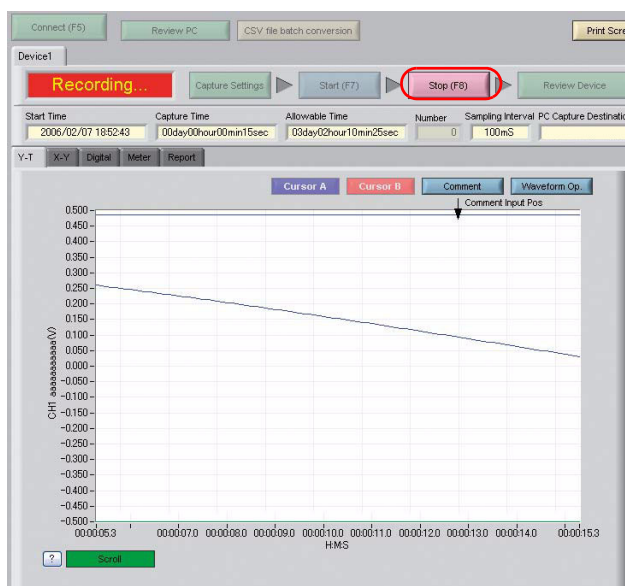 Connect (F5) Review PC CSV file batch conversion Print Scre
Device1
Recording... Capture Settings Start (F7) Stop (F8) Review Device
Start Time Capture Time Allowable Time Number Sampling Interval PC Capture Destinatio
2006/02/07 18:52:43 00day00hour00min15sec 03day02hour10min25sec 0 100mS
Y-T X-Y Digital Meter Report
Cursor A Cursor B Comment Waveform Op.
Comment Input Pos
0.500
0.450
0.400
0.350
0.300
0.250
0.200
0.150
0.100
0.050
0.000
-0.050
-0.100
-0.150
-0.200
-0.250
-0.300
-0.350
-0.400
-0.450
-0.500
CH1 aaaaaaaaaaa(V)
00:00:05.3 00:00:07.0 00:00:08.0 00:00:09.0 00:00:10.0 00:00:11.0 00:00:12.0 00:00:13.0 00:00:14.0 00:00:15.3
H:M:S
? Scroll